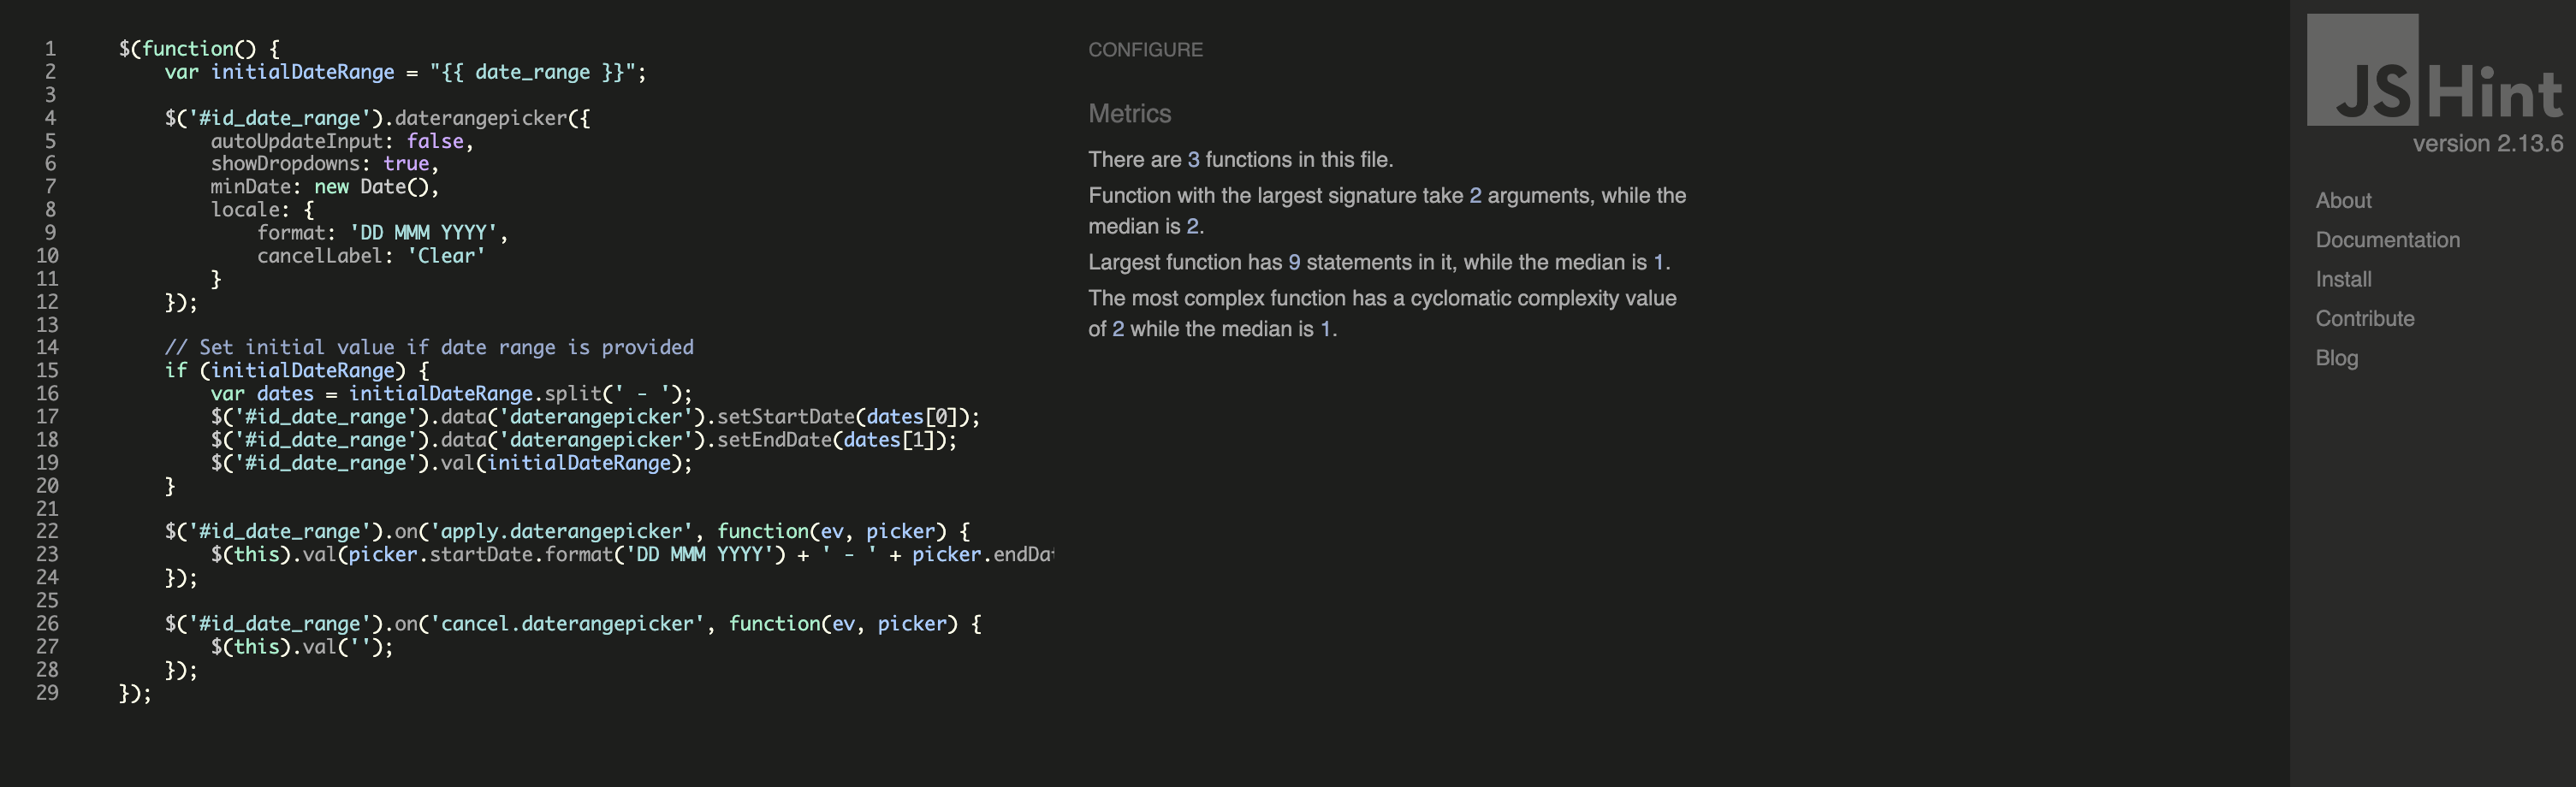 1 $(function() {
2 var initialDateRange = "{{ date_range }}";
3
4 $('#id_date_range').daterangepicker({
5 autoUpdateInput: false,
6 showDropdowns: true,
7 minDate: new Date(),
8 locale: {
9 format: 'DD MMM YYYY',
10 cancelLabel: 'Clear'
11 }
12 });
13
14 // Set initial value if date range is provided
15 if (initialDateRange) {
16 var dates = initialDateRange.split(' - ');
17 $('#id_date_range').data('daterangepicker').setStartDate(dates[0]);
18 $('#id_date_range').data('daterangepicker').setEndDate(dates[1]);
19 $('#id_date_range').val(initialDateRange);
20 }
21
22 $('#id_date_range').on('apply.daterangepicker', function(ev, picker) {
23 $(this).val(picker.startDate.format('DD MMM YYYY') + ' - ' + picker.endDa
24 });
25
26 $('#id_date_range').on('cancel.daterangepicker', function(ev, picker) {
27 $(this).val('');
28 });
29 });
CONFIGURE
Metrics
There are 3 functions in this file.
Function with the largest signature take 2 arguments, while the
median is 2.
Largest function has 9 statements in it, while the median is 1.
The most complex function has a cyclomatic complexity value
of 2 while the median is 1.
JSHint
version 2.13.6
About
Documentation
Install
Contribute
Blog